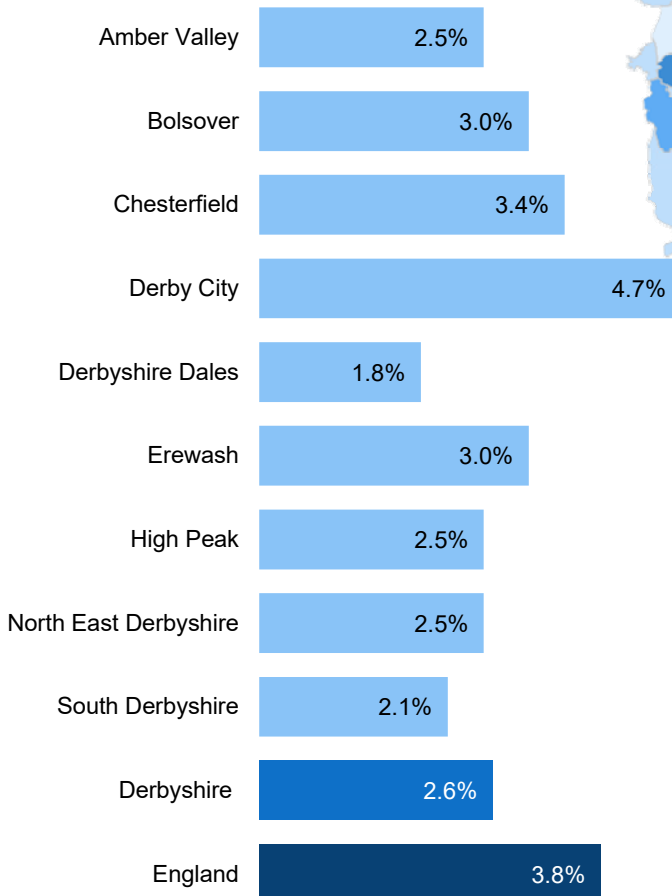 Amber Valley 2.5%
Bolsover 3.0%
Chesterfield 3.4%
Derby City 4.7%
Derbyshire Dales 1.8%
Erewash 3.0%
High Peak 2.5%
North East Derbyshire 2.5%
South Derbyshire 2.1%
Derbyshire 2.6%
England 3.8%